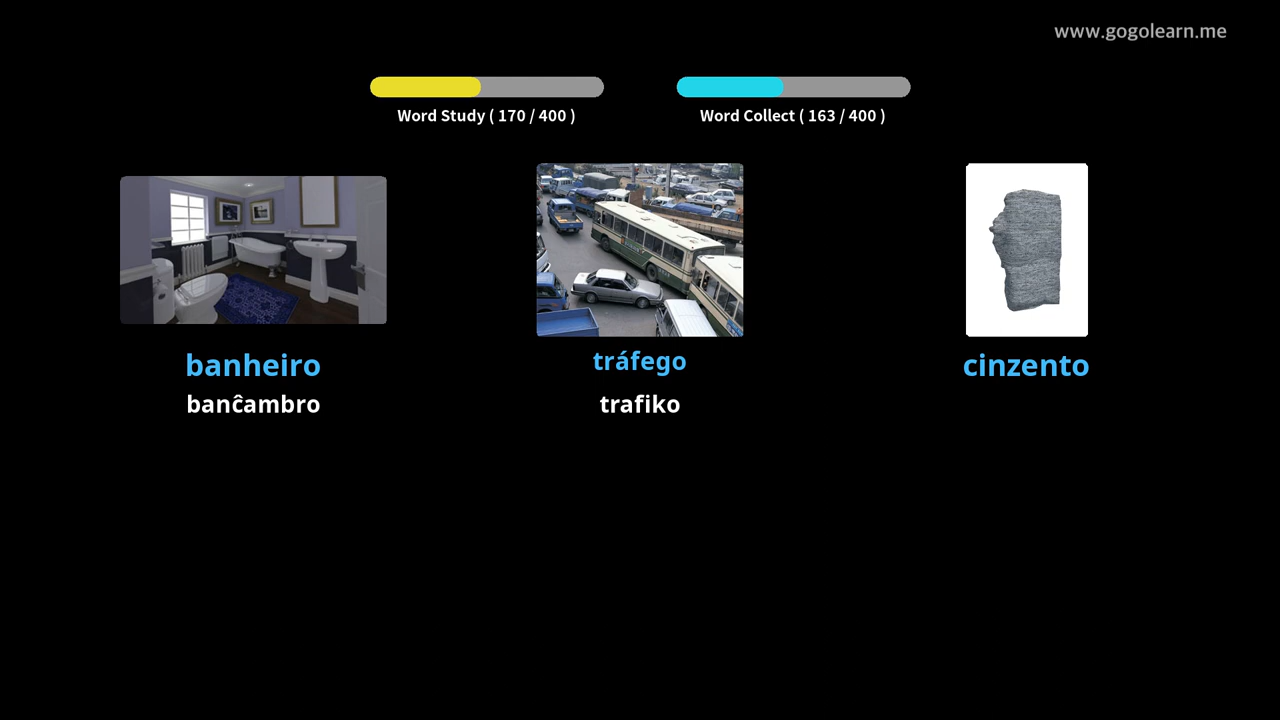 www.gogolearn.me
Word Study ( 170 / 400 )
Word Collect ( 163 / 400 )
banheiro
banĉambro
tráfego
trafiko
cinzento